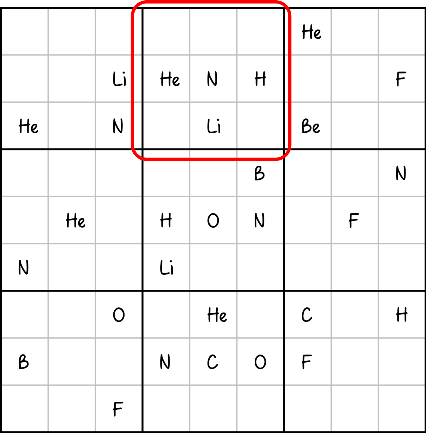 He
Li He N H F
He N Li Be
B N
He H O N F
N Li
O He C H
B N C O F
F